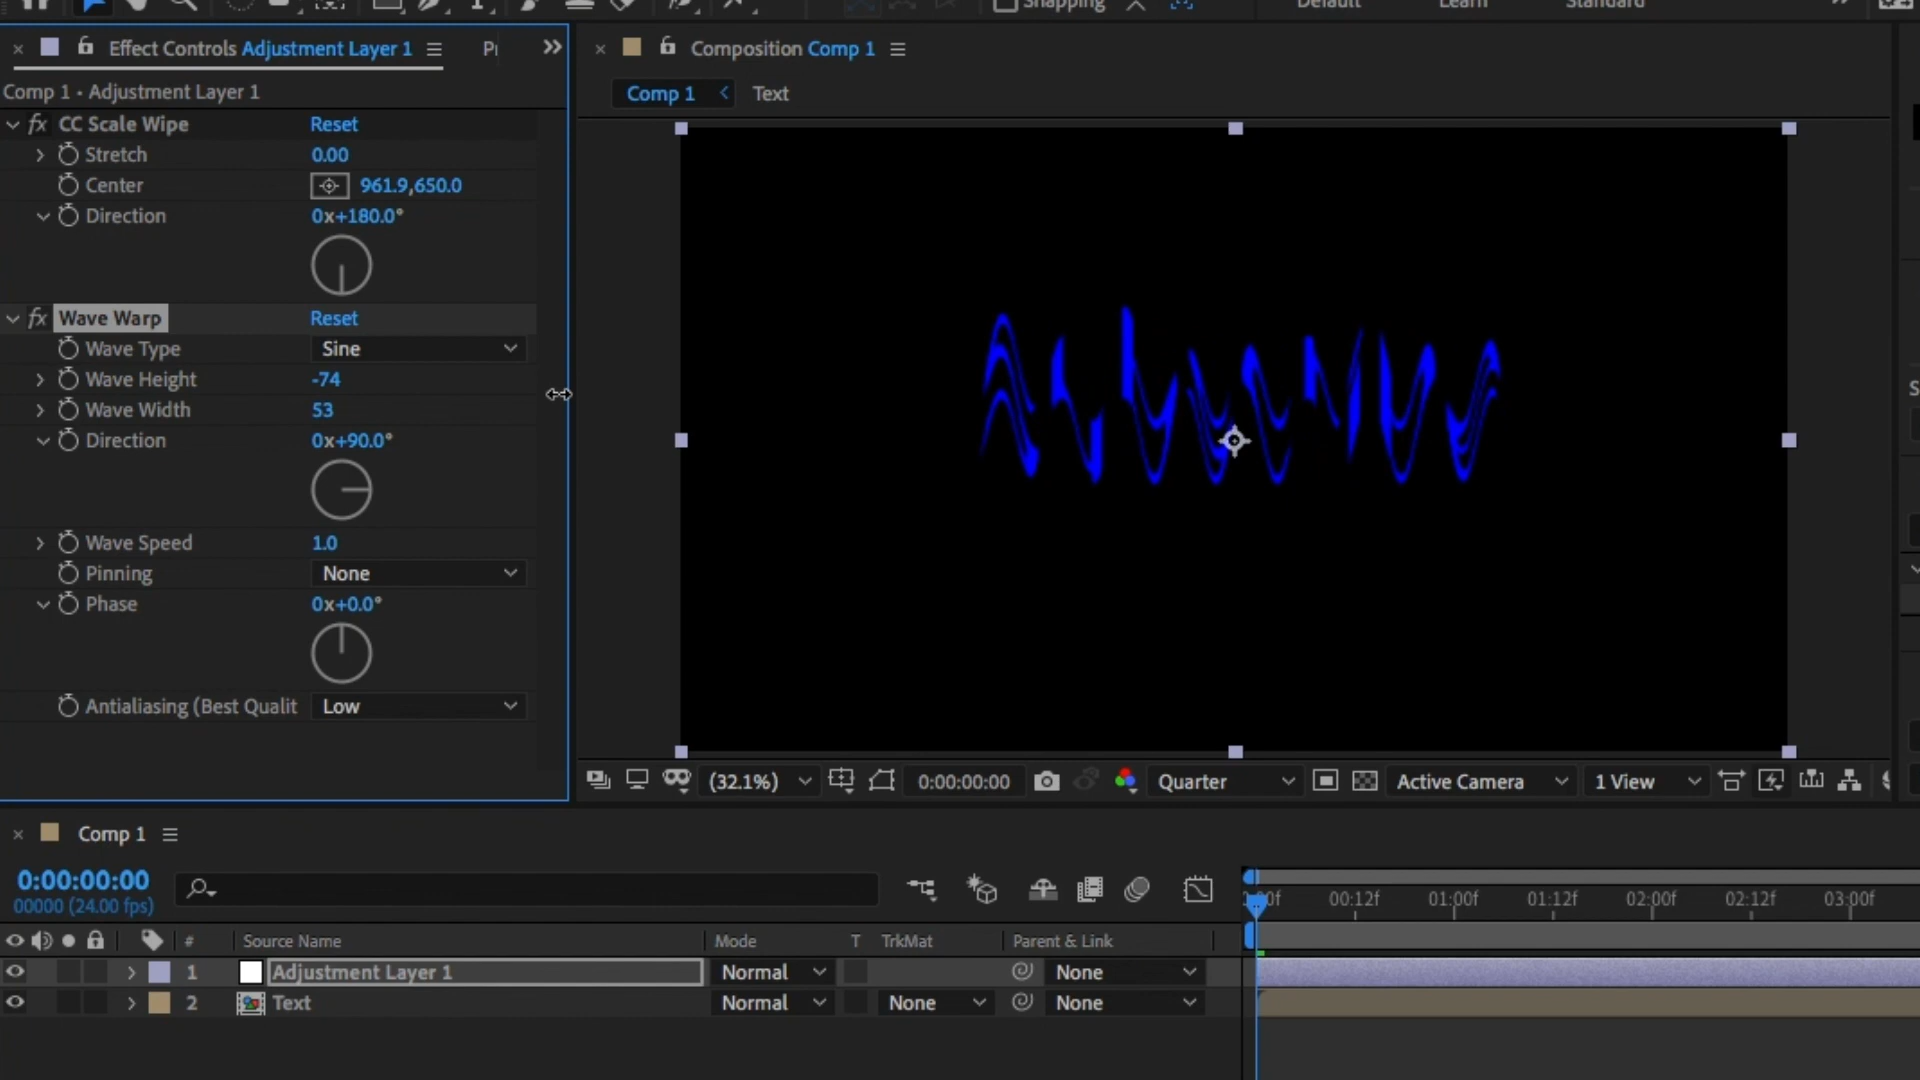 Snapping
Default
Learn
Standard
Effect Controls Adjustment Layer 1
Composition Comp 1
Comp 1 • Adjustment Layer 1
Comp 1
Text
fx CC Scale Wipe Reset
Stretch 0.00
Center 961.9,650.0
Direction 0x+180.0°
fx Wave Warp Reset
Wave Type Sine
Wave Height -74
Wave Width 53
Direction 0x+90.0°
Wave Speed 1.0
Pinning None
Phase 0x+0.0°
Antialiasing (Best Qualit Low
(32.1%) 0:00:00:00 Quarter Active Camera 1 View
Comp 1
0:00:00:00
00000 (24.00 fps)
00:12f 01:00f 01:12f 02:00f 02:12f 03:00f
# Source Name Mode T TrkMat Parent & Link
1 Adjustment Layer 1 Normal None
2 Text Normal None None